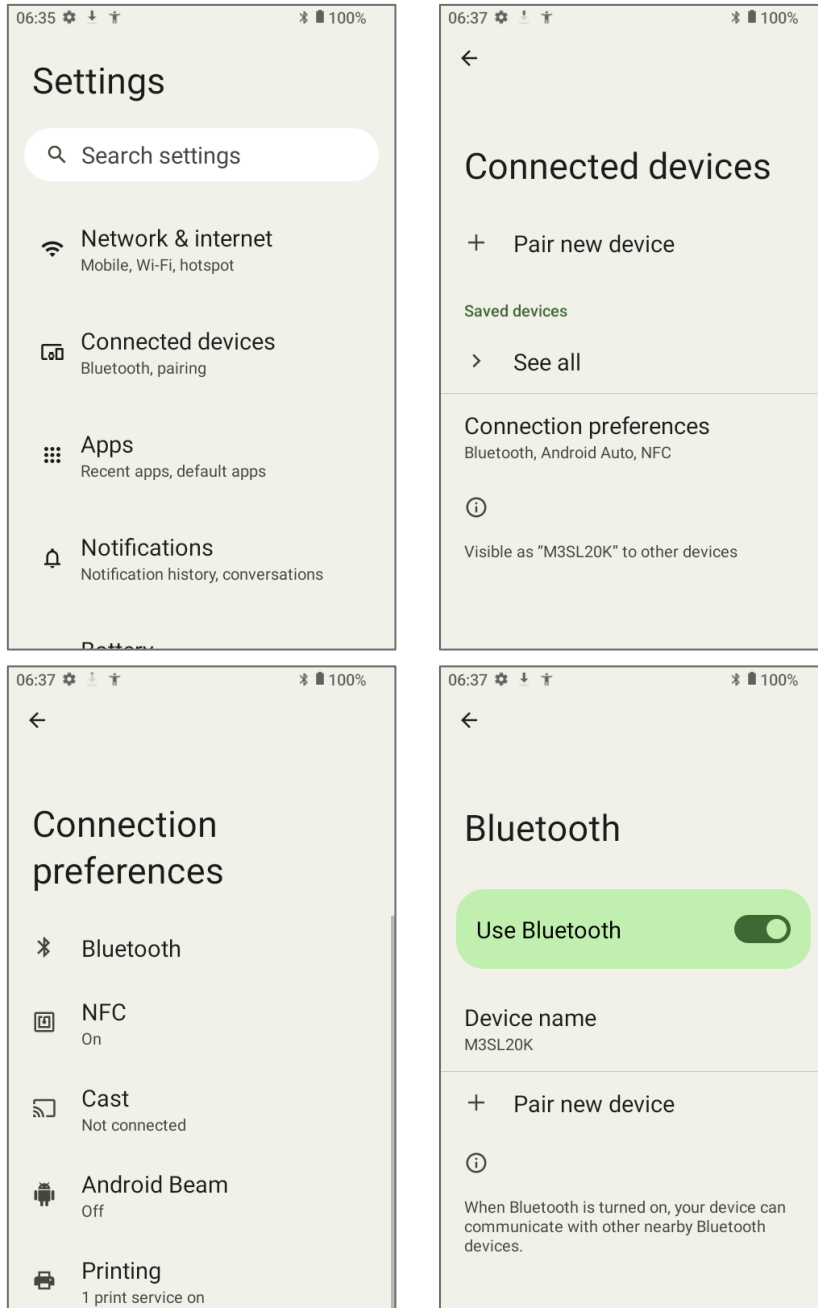 06:35 100%
Settings
Search settings
Network & internet
Mobile, Wi-Fi, hotspot
Connected devices
Bluetooth, pairing
Apps
Recent apps, default apps
Notifications
Notification history, conversations
Battery
06:37 100%
Connected devices
Pair new device
Saved devices
See all
Connection preferences
Bluetooth, Android Auto, NFC
Visible as “M3SL20K” to other devices
06:37 100%
Connection
preferences
Bluetooth
NFC
On
Cast
Not connected
Android Beam
Off
Printing
1 print service on
06:37 100%
Bluetooth
Use Bluetooth
Device name
M3SL20K
Pair new device
When Bluetooth is turned on, your device can
communicate with other nearby Bluetooth
devices.